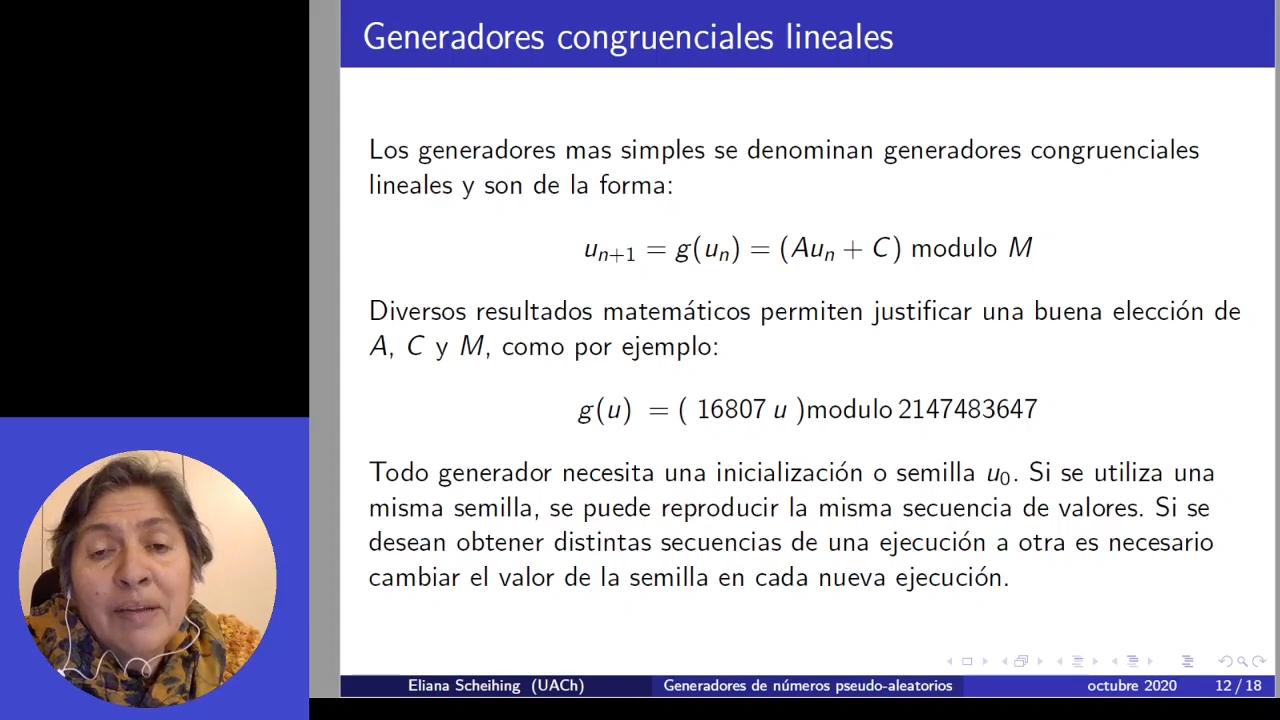 Generadores congruenciales lineales
Los generadores mas simples se denominan generadores congruenciales
lineales y son de la forma:
uₙ₊₁ = g(uₙ) = (Auₙ + C) modulo M
Diversos resultados matemáticos permiten justificar una buena elección de
A, C y M, como por ejemplo:
g(u) = ( 16807 u )modulo 2147483647
Todo generador necesita una inicialización o semilla u₀. Si se utiliza una
misma semilla, se puede reproducir la misma secuencia de valores. Si se
desean obtener distintas secuencias de una ejecución a otra es necesario
cambiar el valor de la semilla en cada nueva ejecución.
Eliana Scheihing (UACh) Generadores de números pseudo-aleatorios octubre 2020 12 / 18